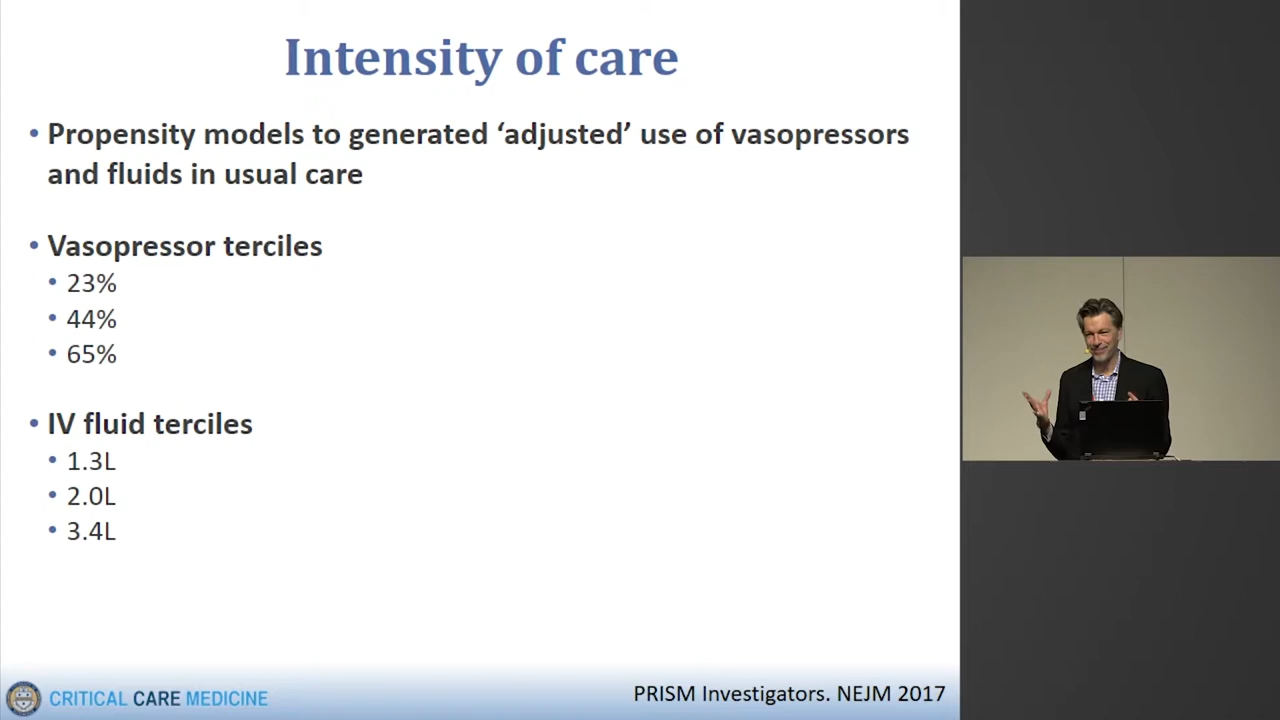 Intensity of care
• Propensity models to generated ‘adjusted’ use of vasopressors
and fluids in usual care
• Vasopressor terciles
• 23%
• 44%
• 65%
• IV fluid terciles
• 1.3L
• 2.0L
• 3.4L
CRITICAL CARE MEDICINE
PRISM Investigators. NEJM 2017